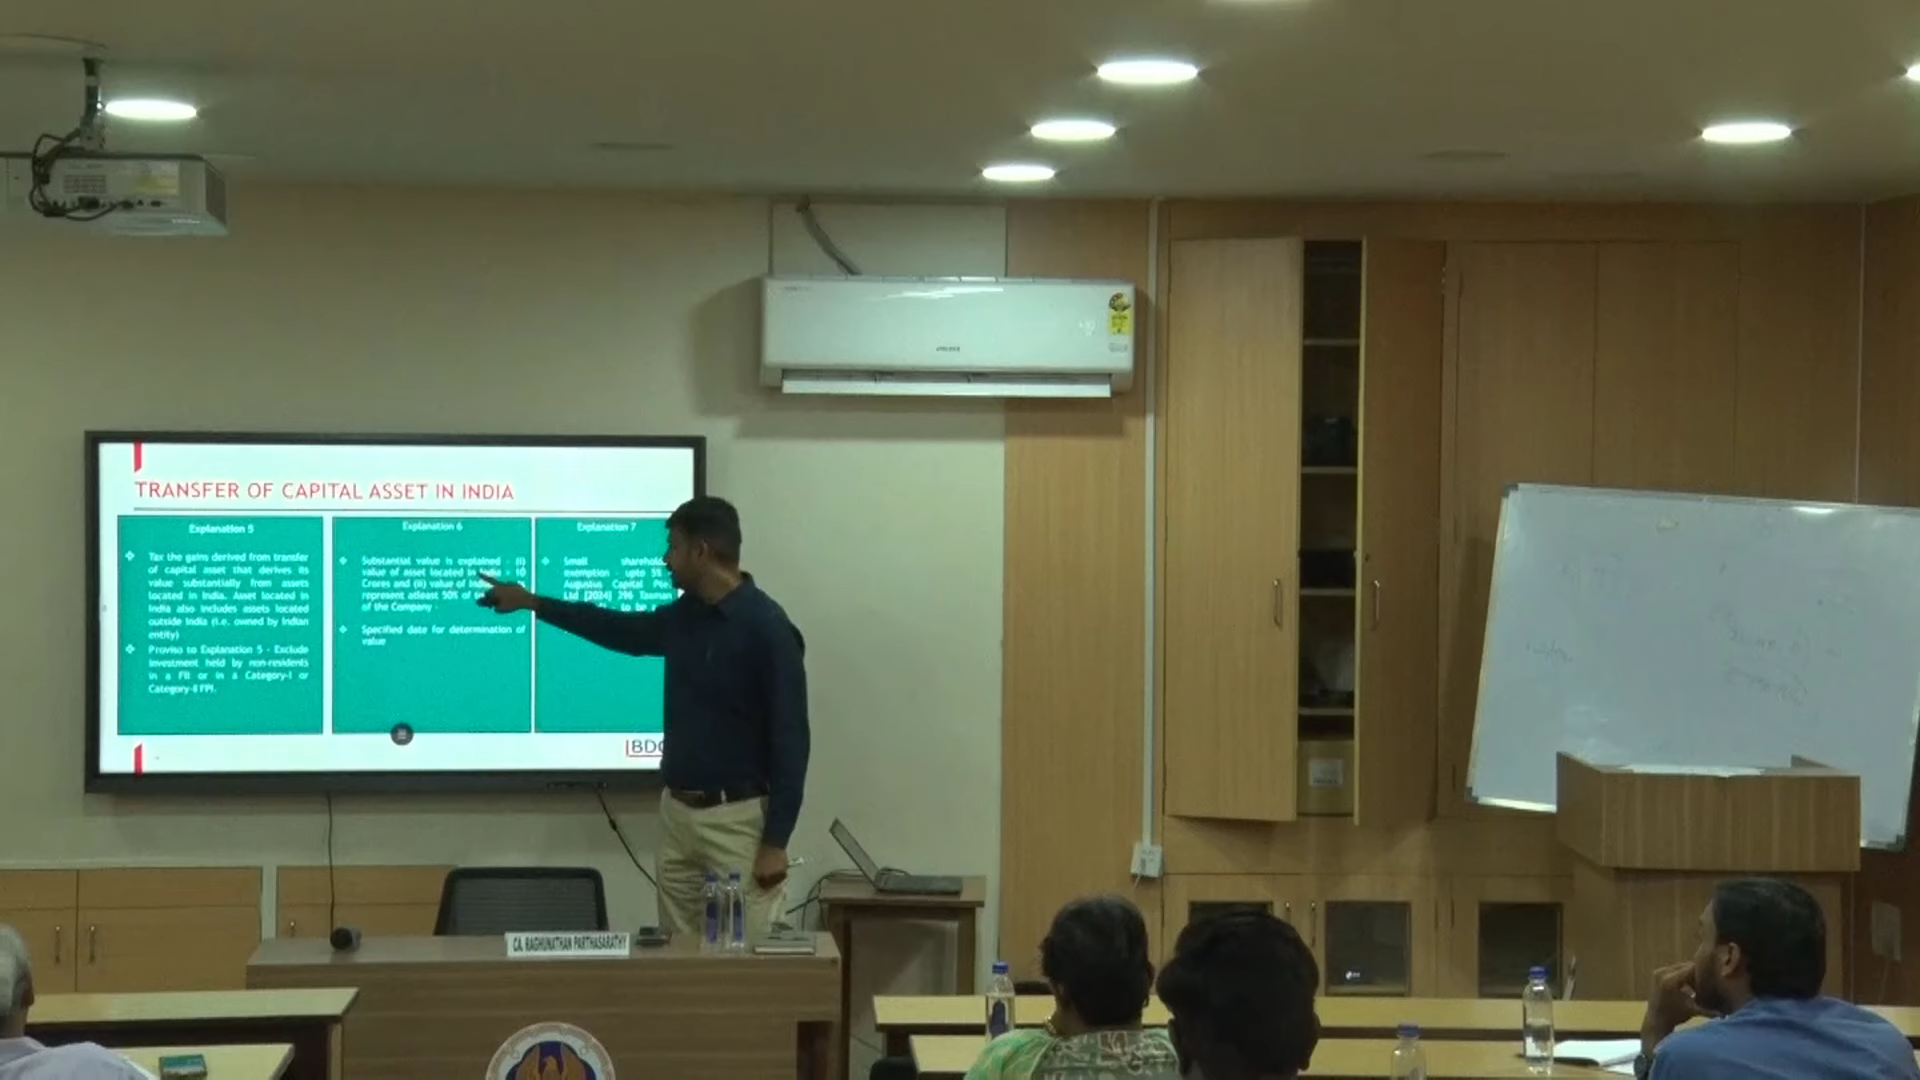 TRANSFER OF CAPITAL ASSET IN INDIA
Explanation 5
Tax the gains derived from transfer
of capital asset that derives its
value substantially from assets
located in India. Asset located in
India also includes assets located
outside India (i.e. owned by Indian
entity)
Proviso to Explanation 5 - Exclude
investment held by non-residents
in a FII or in a Category-I or
Category-II FPI.
Explanation 6
Substantial value is explained - (i)
value of asset located in India > 10
Crores and (ii) value of
represent atleast 50% of
of the Company -
Specified date for determination of
value
Explanation 7
Small
exemption - upto 5%
Augustus Capital Pte.
Ltd [2024] 296 Taxman
to be
BDO
CA. RAGHUNATHAN PARTHASARATHY